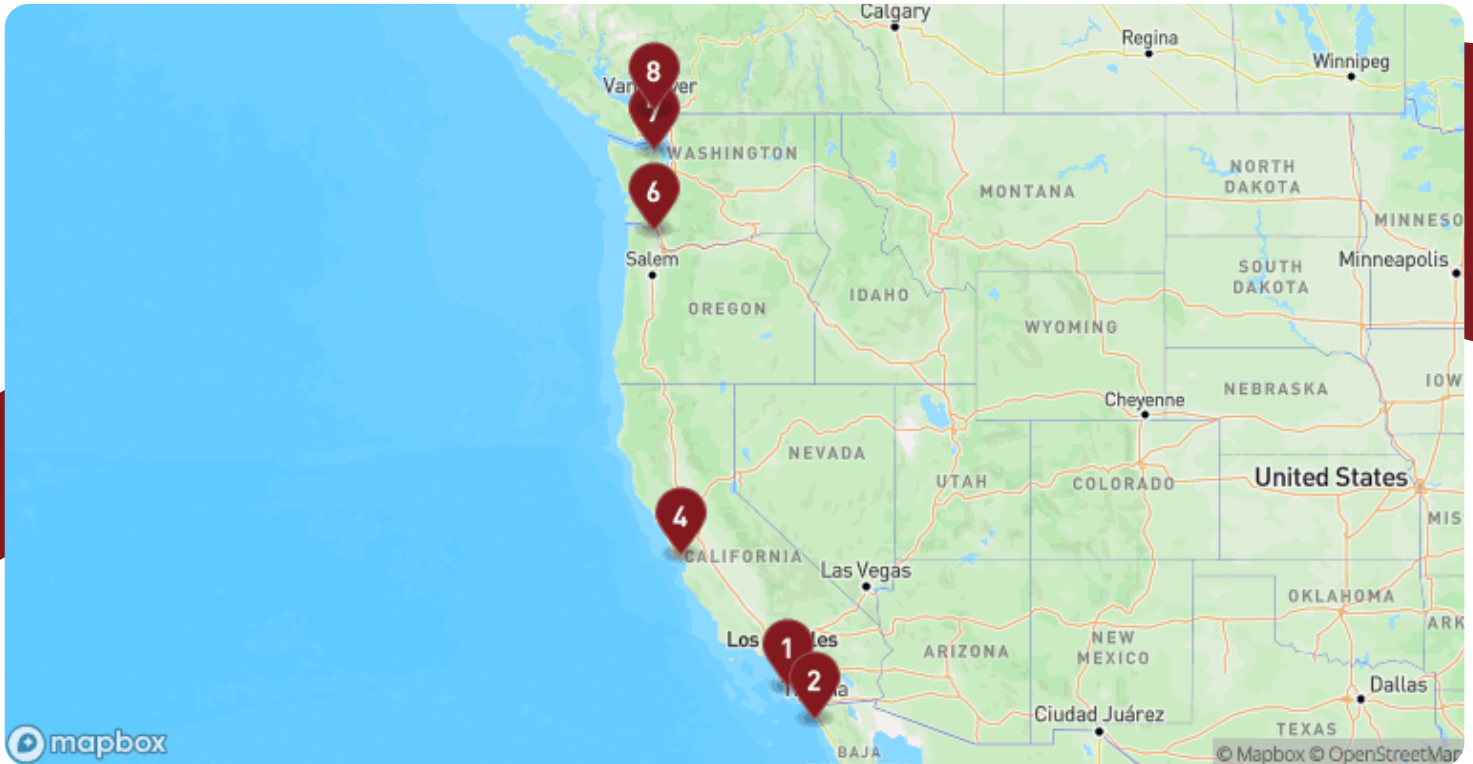 Calgary
Regina
Winnipeg
8
7
WASHINGTON
NORTH
DAKOTA
MONTANA
6
MINNESO
Salem
Minneapolis
SOUTH
DAKOTA
IDAHO
OREGON
WYOMING
IOW
NEBRASKA
Cheyenne
NEVADA
United States
UTAH
COLORADO
4
MIS
CALIFORNIA
Las Vegas
OKLAHOMA
ARK
Los
les
1
NEW
MEXICO
ARIZONA
2
Dallas
Ciudad Juárez
TEXAS
mapbox
BAJA
© Mapbox © OpenStreetMap